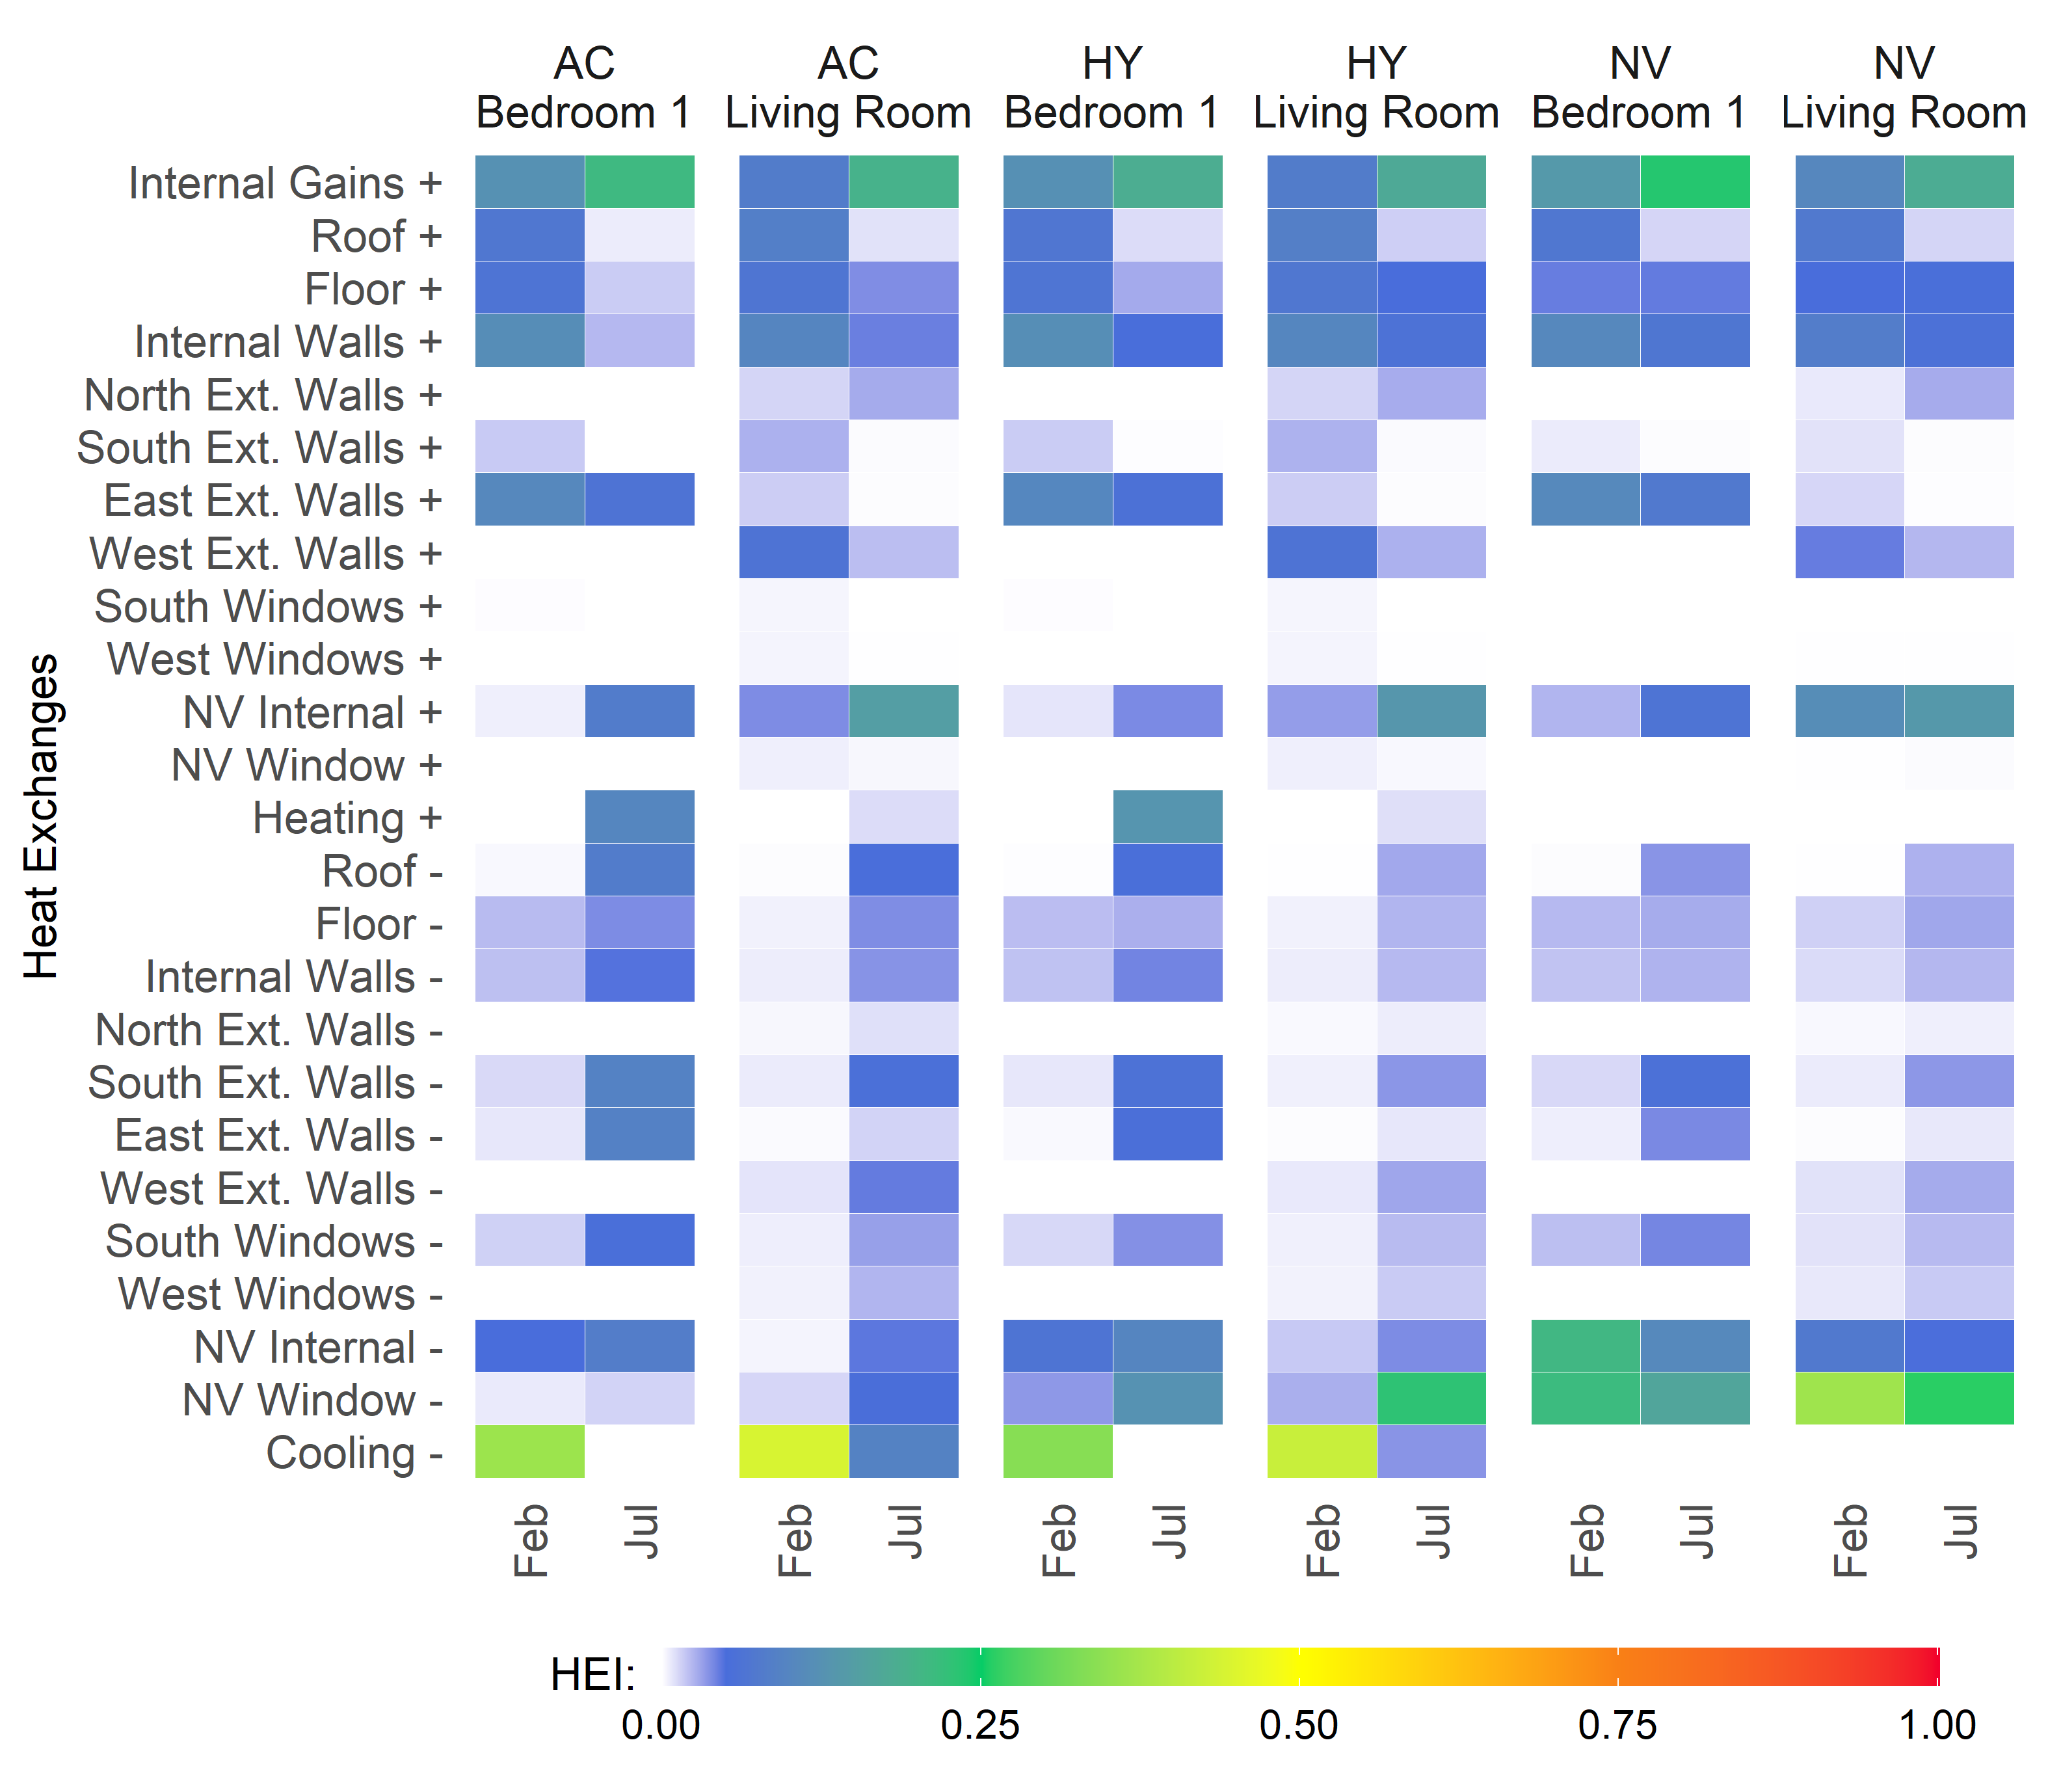 AC
Bedroom 1
AC
Living Room
HY
Bedroom 1
HY
Living Room
NV
Bedroom 1
NV
Living Room
Heat Exchanges
Internal Gains +
Roof +
Floor +
Internal Walls +
North Ext. Walls +
South Ext. Walls +
East Ext. Walls +
West Ext. Walls +
South Windows +
West Windows +
NV Internal +
NV Window +
Heating +
Roof -
Floor -
Internal Walls -
North Ext. Walls -
South Ext. Walls -
East Ext. Walls -
West Ext. Walls -
South Windows -
West Windows -
NV Internal -
NV Window -
Cooling -
Feb Jul Feb Jul Feb Jul Feb Jul Feb Jul Feb Jul
HEI:
0.00 0.25 0.50 0.75 1.00